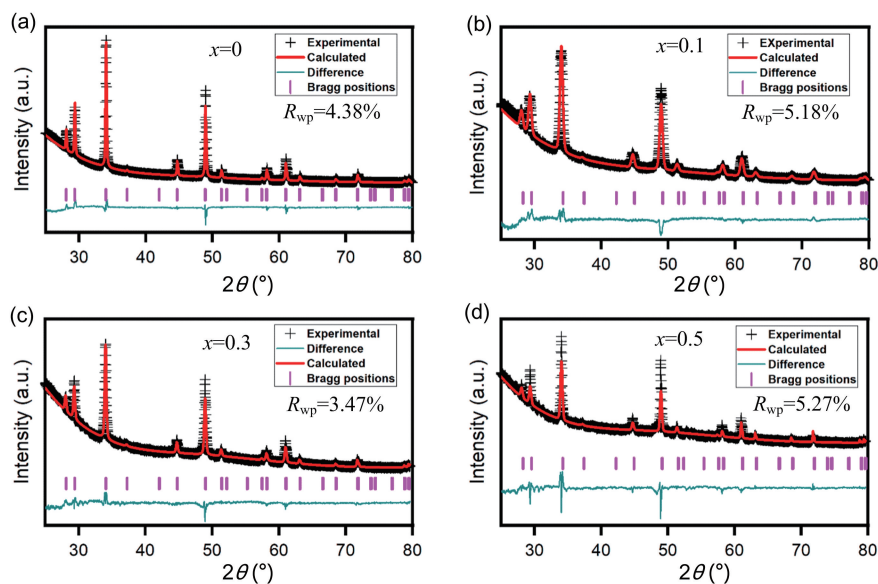 (a)
Intensity (a.u.)
x=0
Experimental
Calculated
Difference
Bragg positions
Rwp=4.38%
30 40 50 60 70 80
2θ(°)
(b)
Intensity (a.u.)
x=0.1
EXperimental
Calculated
Difference
Bragg positions
Rwp=5.18%
30 40 50 60 70 80
2θ(°)
(c)
Intensity (a.u.)
x=0.3
Experimental
Difference
Calculated
Bragg positions
Rwp=3.47%
30 40 50 60 70 80
2θ(°)
(d)
Intensity (a.u.)
x=0.5
Experimental
Calculated
Difference
Bragg positions
Rwp=5.27%
30 40 50 60 70 80
2θ(°)